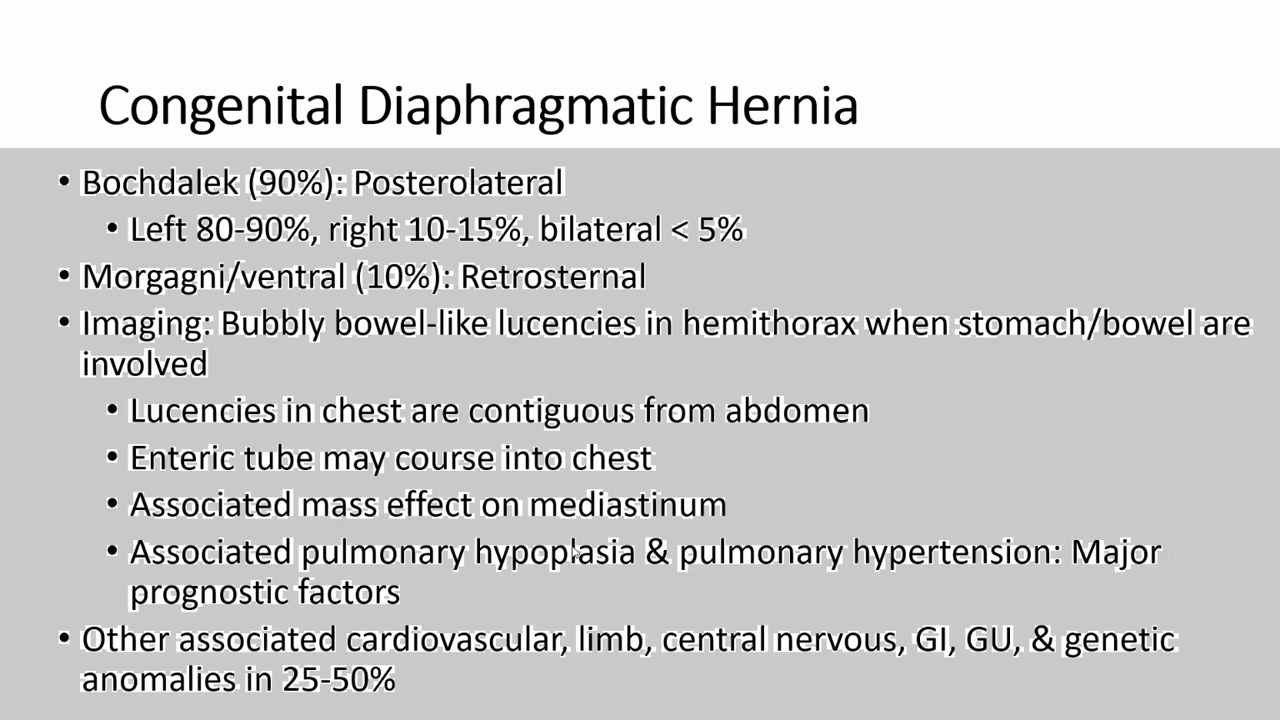 Congenital Diaphragmatic Hernia
• Bochdalek (90%): Posterolateral
• Left 80-90%, right 10-15%, bilateral < 5%
• Morgagni/ventral (10%): Retrosternal
• Imaging: Bubbly bowel-like lucencies in hemithorax when stomach/bowel are
involved
• Lucencies in chest are contiguous from abdomen
• Enteric tube may course into chest
• Associated mass effect on mediastinum
• Associated pulmonary hypoplasia & pulmonary hypertension: Major
prognostic factors
• Other associated cardiovascular, limb, central nervous, GI, GU, & genetic
anomalies in 25-50%